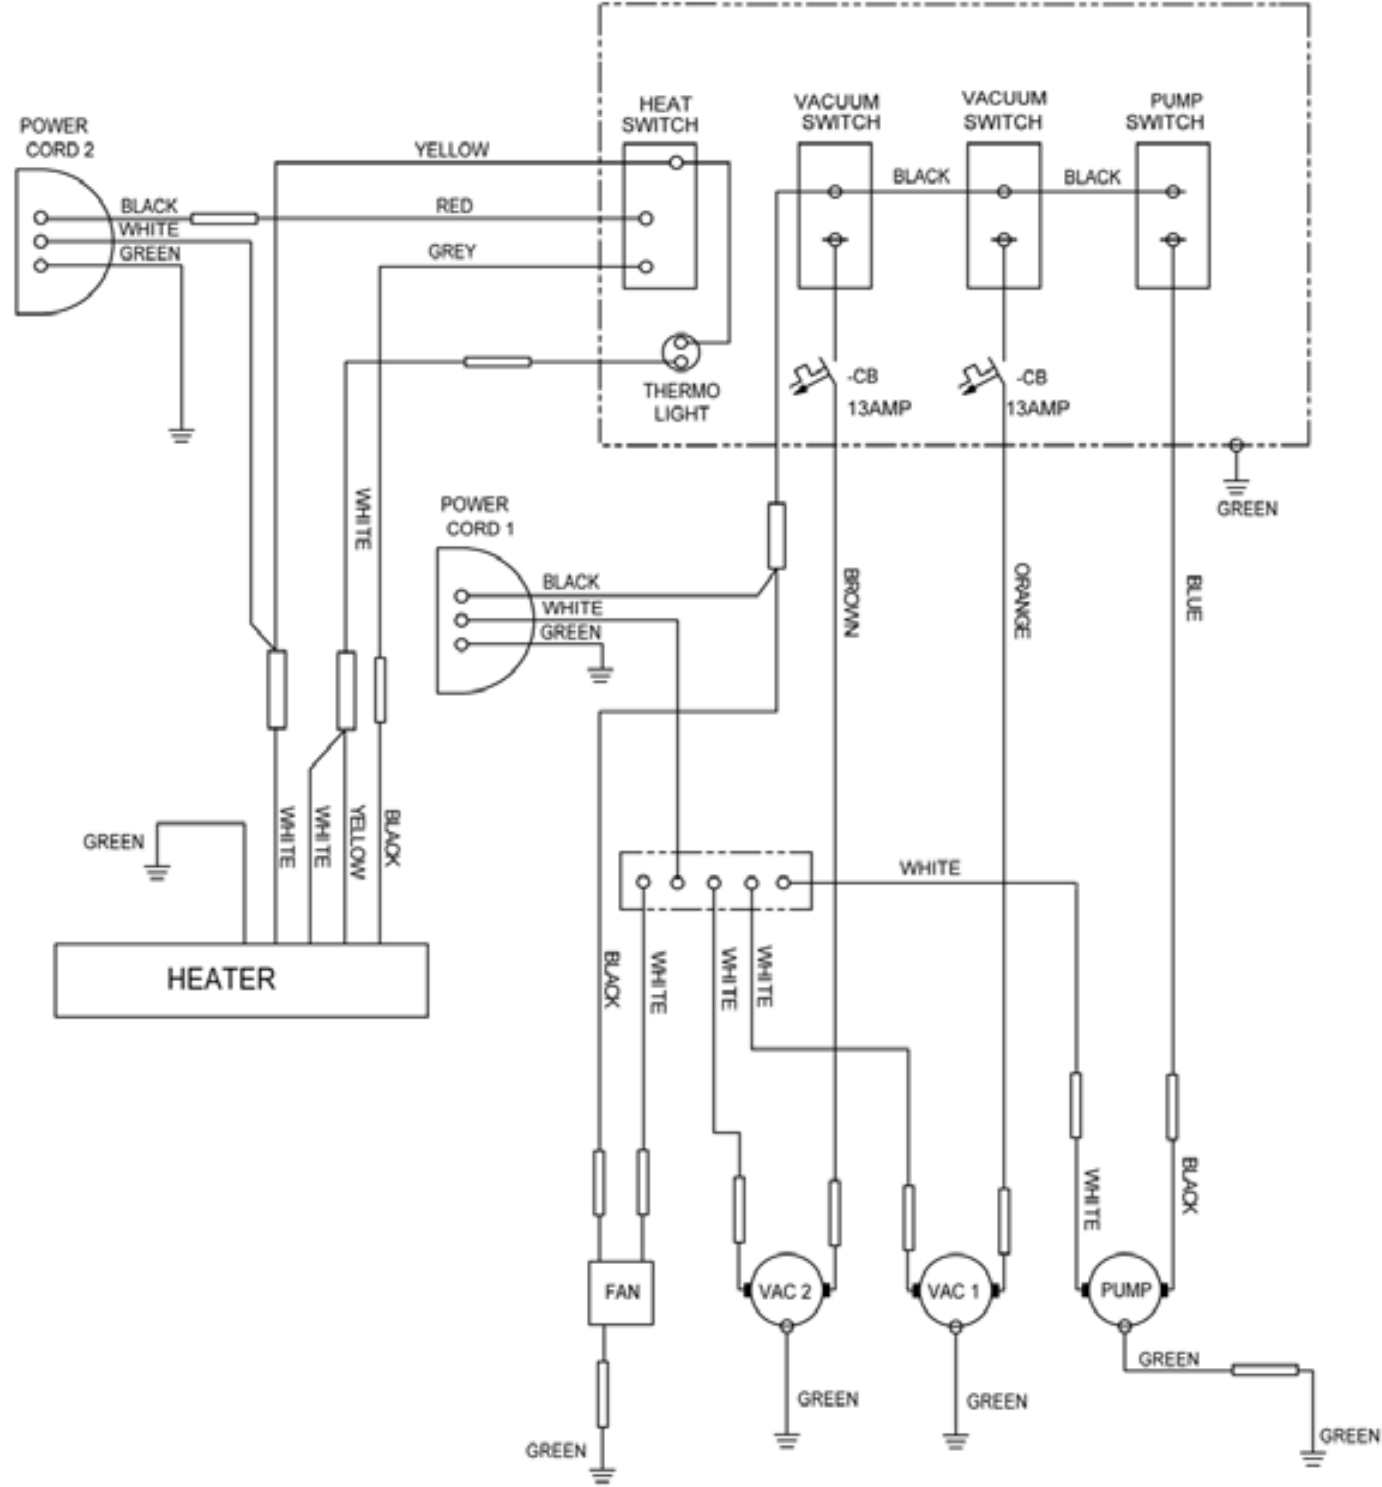 POWER
CORD 2
BLACK
WHITE
GREEN
YELLOW
RED
GREY
HEAT
SWITCH
VACUUM
SWITCH
VACUUM
SWITCH
PUMP
SWITCH
BLACK
BLACK
THERMO
LIGHT
-CB
13AMP
-CB
13AMP
GREEN
WHITE
POWER
CORD 1
BLACK
WHITE
GREEN
BROWN
ORANGE
BLUE
GREEN
WHITE
WHITE
YELLOW
BLACK
HEATER
WHITE
BLACK
WHITE
WHITE
WHITE
WHITE
BLACK
FAN
VAC 2
VAC 1
PUMP
GREEN
GREEN
GREEN
GREEN
GREEN